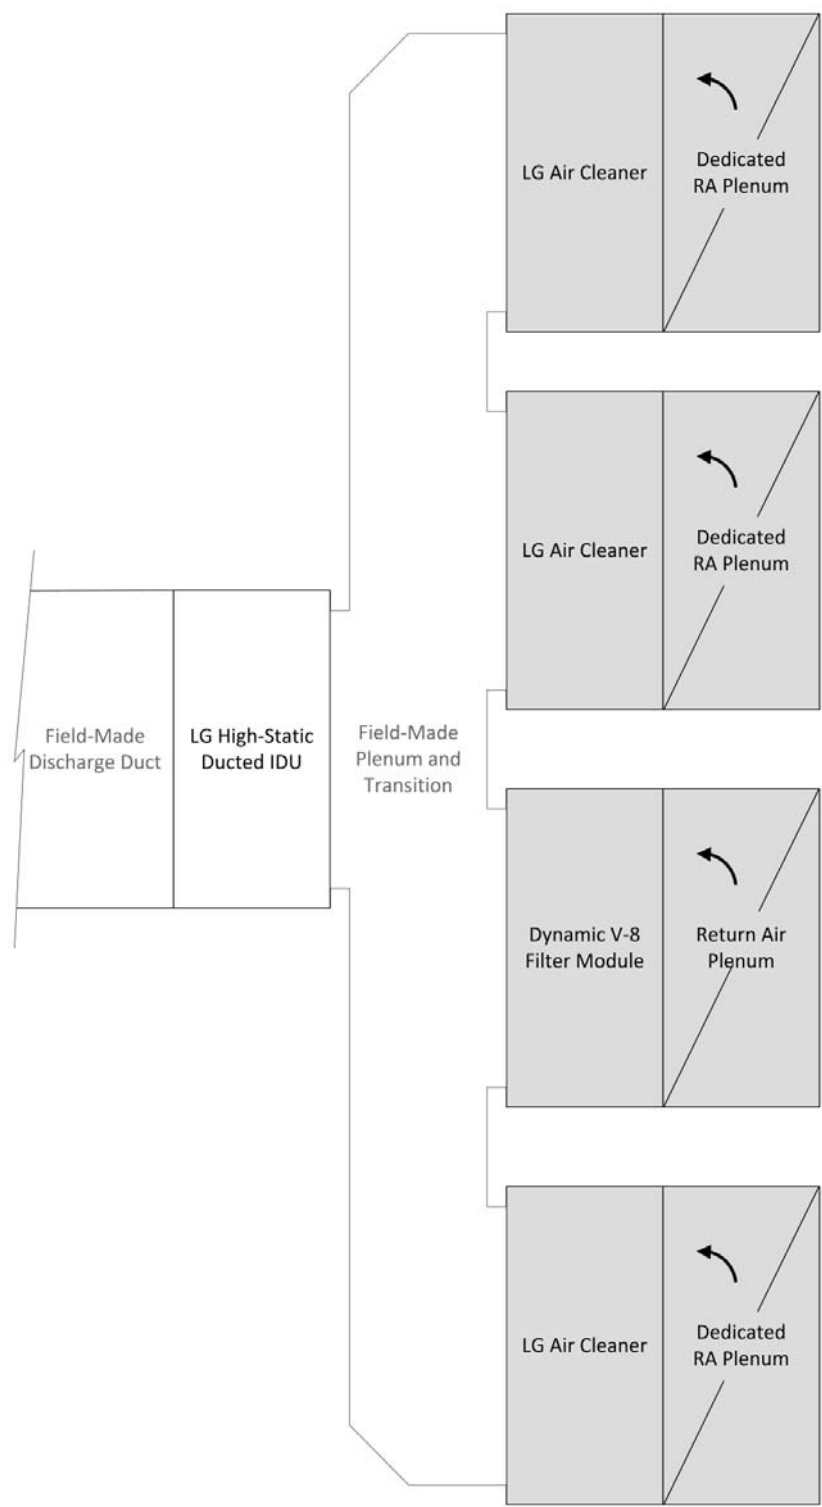 LG Air Cleaner
Dedicated
RA Plenum
LG Air Cleaner
Dedicated
RA Plenum
Field-Made
Discharge Duct
LG High-Static
Ducted IDU
Field-Made
Plenum and
Transition
Dynamic V-8
Filter Module
Return Air
Plenum
LG Air Cleaner
Dedicated
RA Plenum